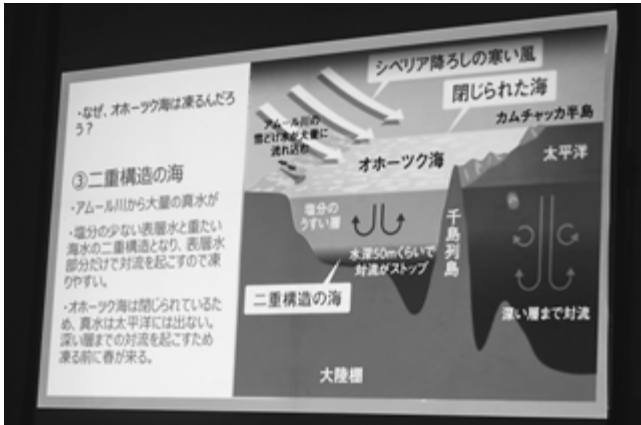 ・なぜ、オホーツク海は凍るんだろ
う？
③二重構造の海
・アムール川から大量の真水が
・塩分の少ない表層水と重たい
海水の二重構造となり、表層水
部分だけで対流を起こすので凍
りやすい。
・オホーツク海は閉じられているた
め、真水は太平洋には出ない。
深い層までの対流を起こすため
凍る前に春が来る。
シベリア降ろしの寒い風
閉じられた海
カムチャッカ半島
アムール川の
雪どけ水が大量に
流れ込む
オホーツク海
太平洋
塩分の
うすい層
千島列島
水深50mくらいで
対流がストップ
二重構造の海
深い層まで対流
大陸棚